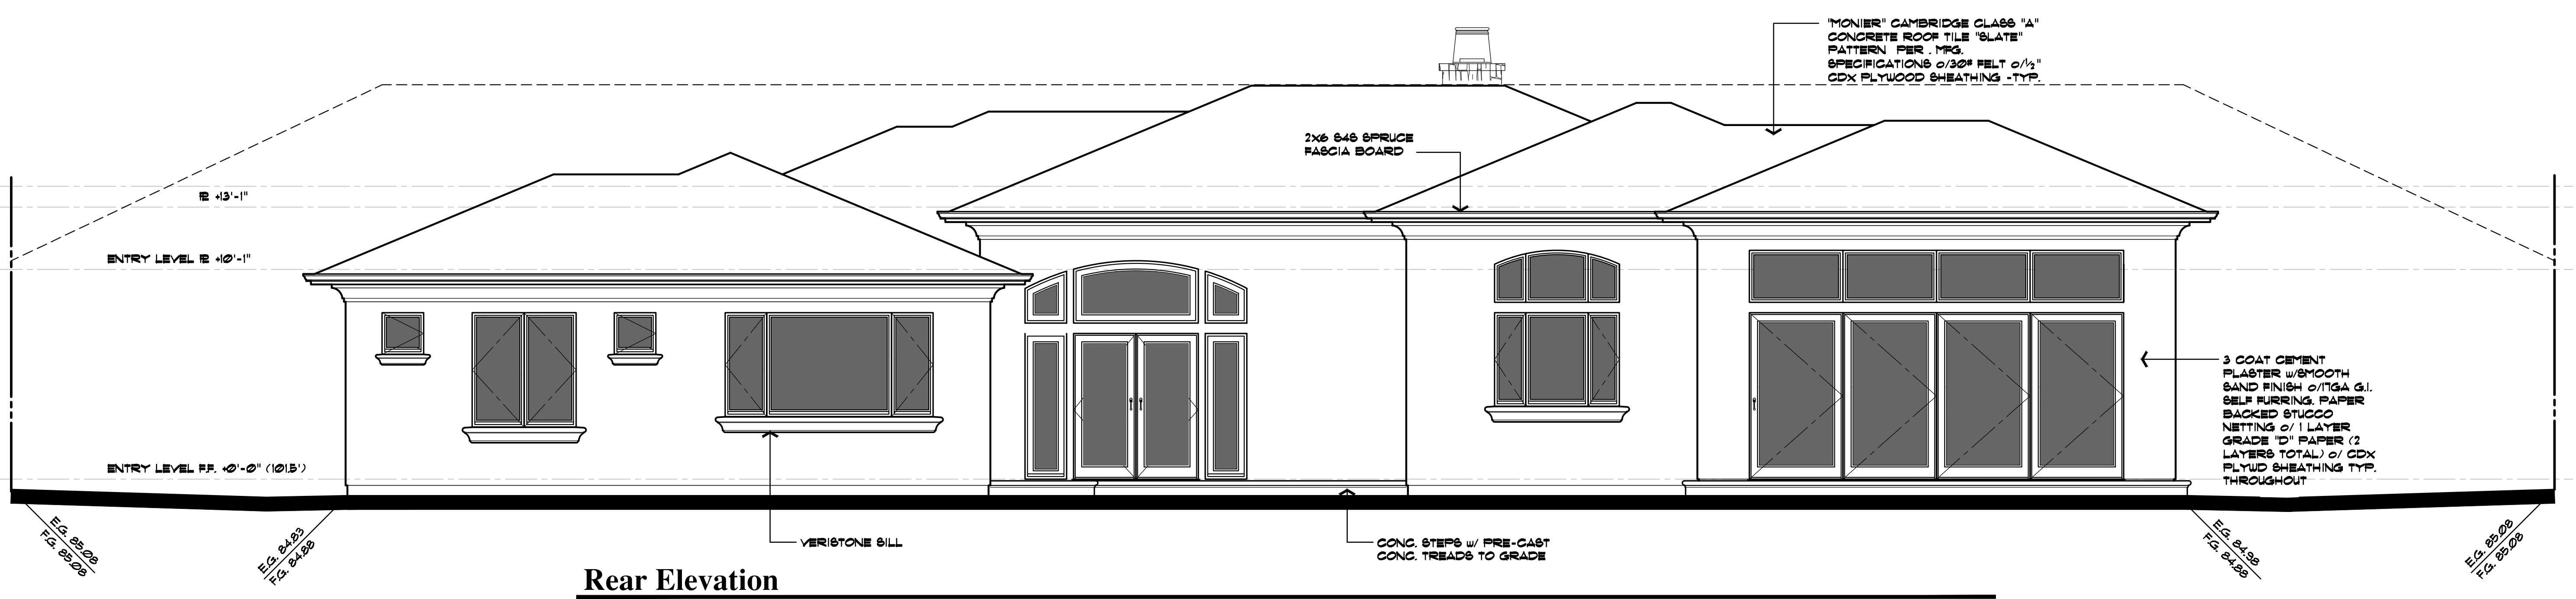 "MONIER" CAMBRIDGE CLASS "A"
CONCRETE ROOF TILE "SLATE"
PATTERN PER . MFG.
SPECIFICATIONS o/30# FELT o/½"
CDX PLYWOOD SHEATHING -TYP.
2X6 S4S SPRUCE
FASCIA BOARD
+13'-1"
ENTRY LEVEL +10'-1"
ENTRY LEVEL F.F. +0'-0" (101.5')
3 COAT CEMENT
PLASTER w/SMOOTH
SAND FINISH o/17GA G.I.
SELF FURRING, PAPER
BACKED STUCCO
NETTING o/ 1 LAYER
GRADE "D" PAPER (2
LAYERS TOTAL) o/ CDX
PLYWD SHEATHING TYP.
THROUGHOUT
E.G. 85.08
F.G. 85.08
E.G. 84.83
F.G. 84.88
VERISTONE SILL
CONC. STEPS w/ PRE-CAST
CONC. TREADS TO GRADE
E.G. 84.98
F.G. 84.88
E.G. 85.08
F.G. 85.08
Rear Elevation